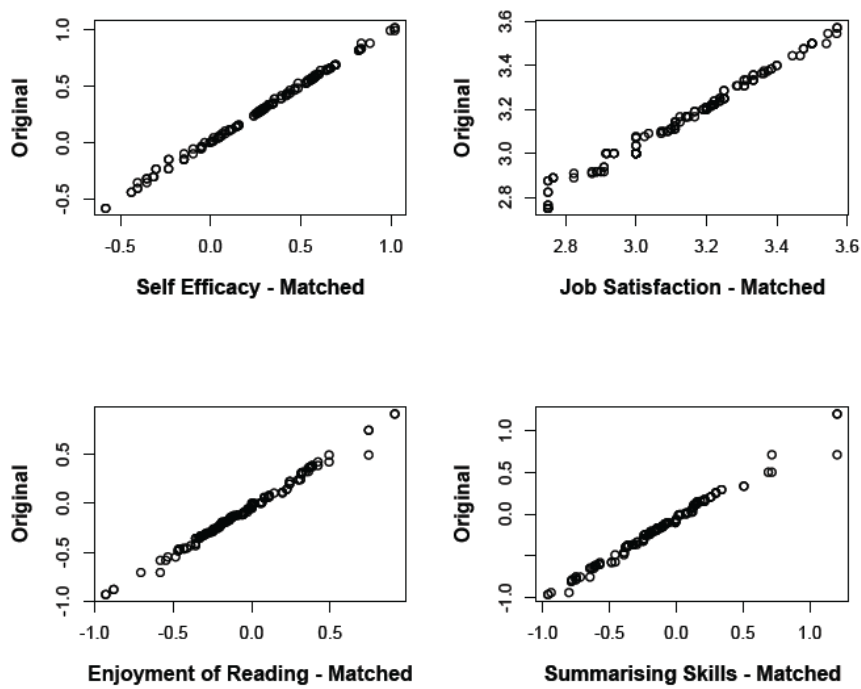 Original
1.0
0.5
0.0
-0.5
-0.5 0.0 0.5 1.0
Self Efficacy - Matched
Original
3.6
3.4
3.2
3.0
2.8
2.8 3.0 3.2 3.4 3.6
Job Satisfaction - Matched
Original
0.5
0.0
-0.5
-1.0
-1.0 -0.5 0.0 0.5
Enjoyment of Reading - Matched
Original
1.0
0.5
0.0
-1.0
-1.0 -0.5 0.0 0.5 1.0
Summarising Skills - Matched